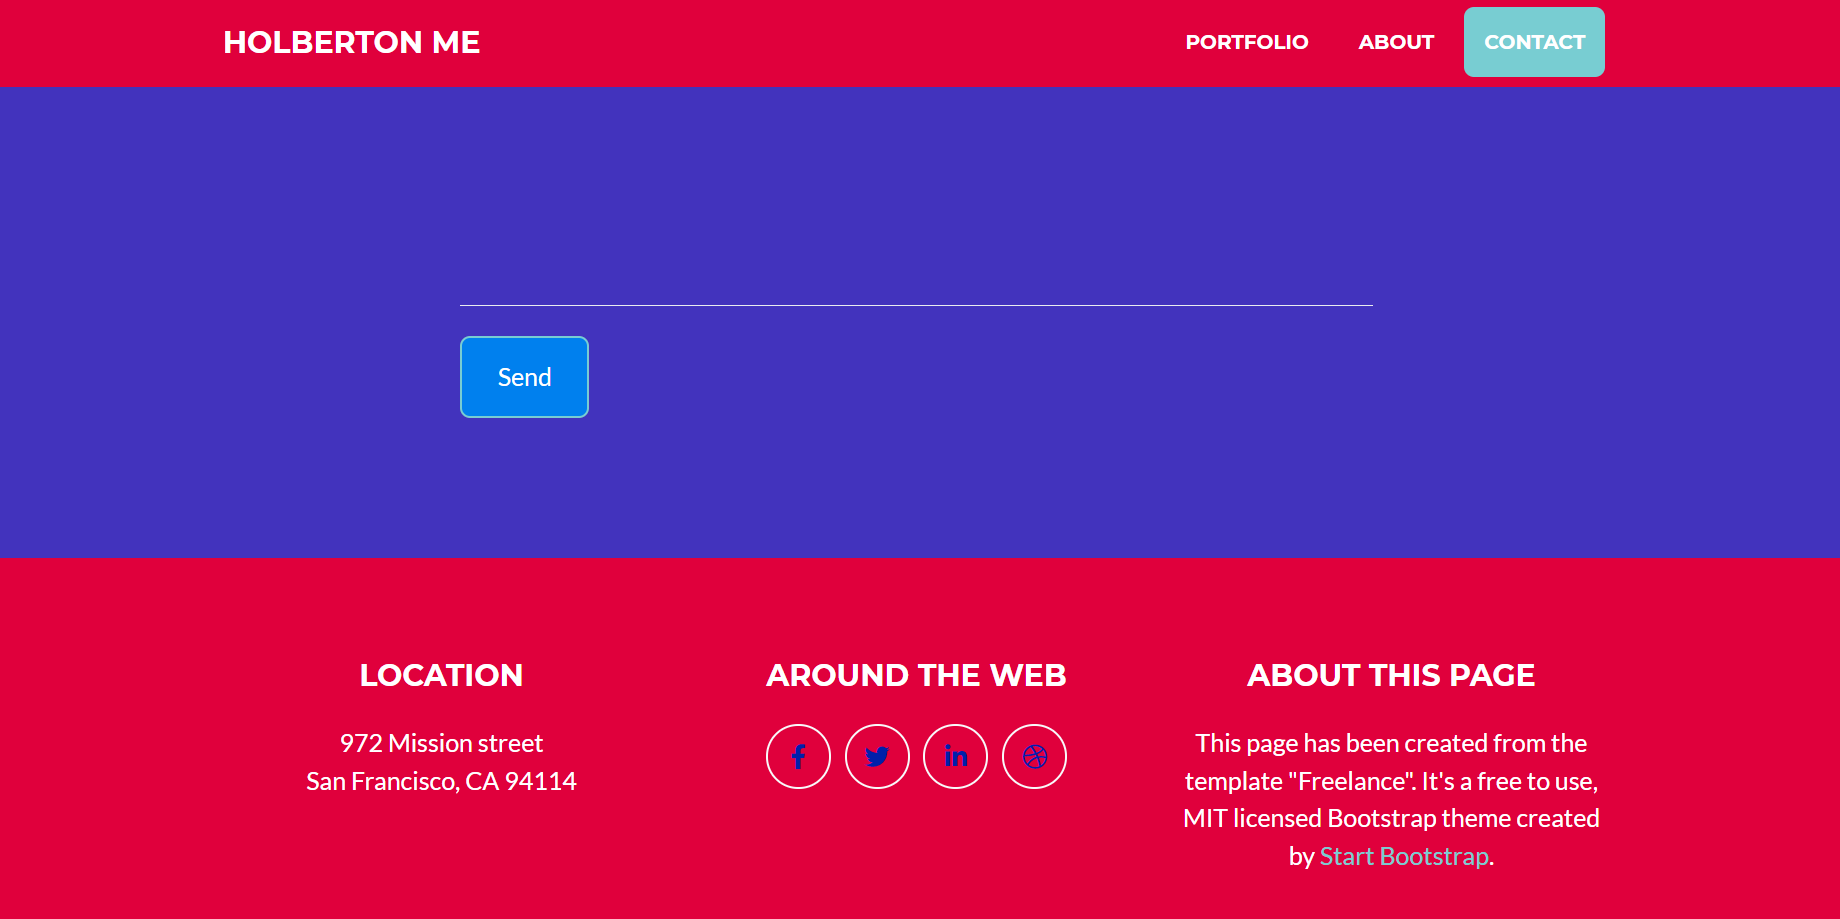 HOLBERTON ME
PORTFOLIO
ABOUT
CONTACT
Send
LOCATION
972 Mission street
San Francisco, CA 94114
AROUND THE WEB
ABOUT THIS PAGE
This page has been created from the
template "Freelance". It's a free to use,
MIT licensed Bootstrap theme created
by Start Bootstrap.